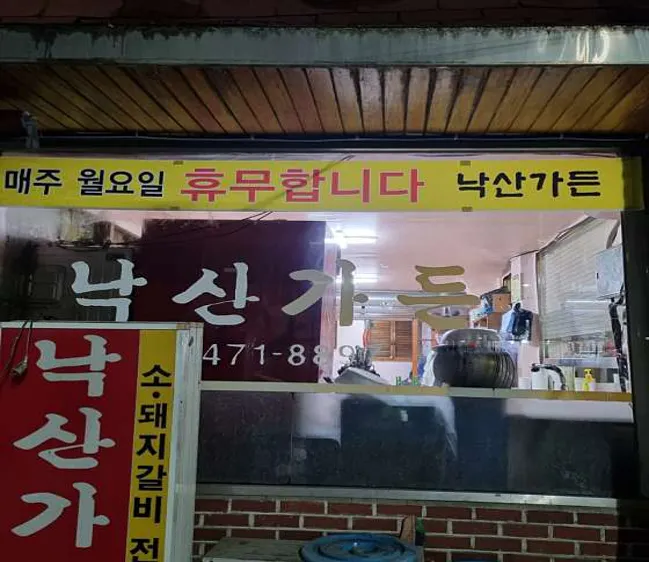 매주 월요일 휴무합니다 낙산가든
낙산가든
471-889
낙산가
소·돼지갈비 전